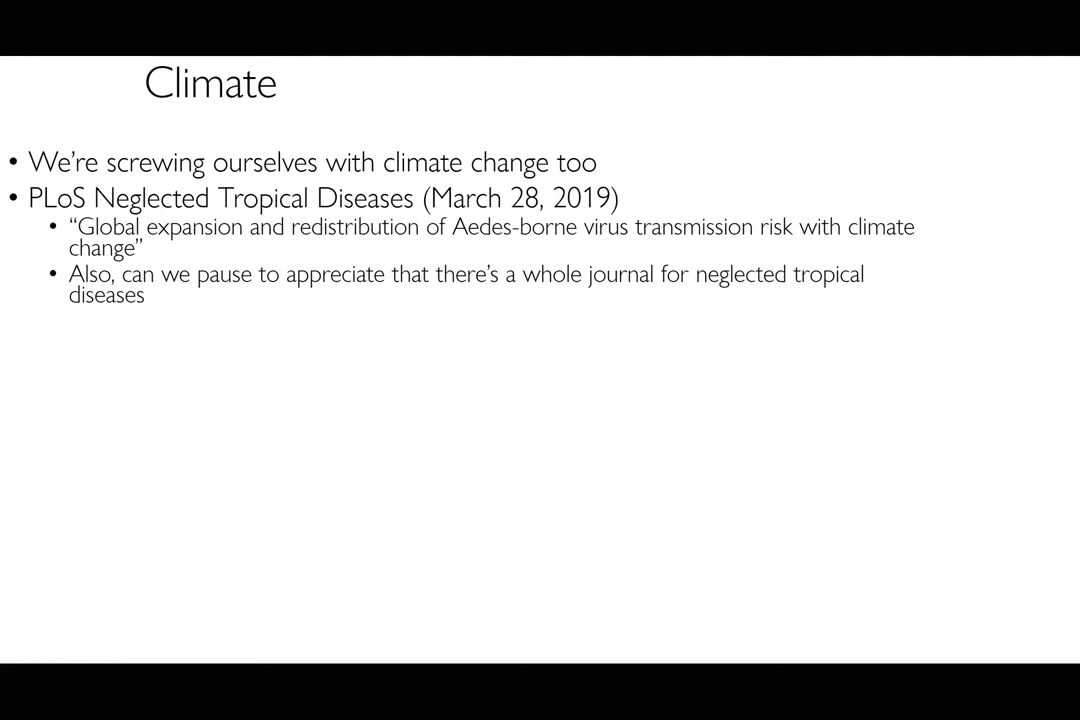 Climate
• We’re screwing ourselves with climate change too
• PLoS Neglected Tropical Diseases (March 28, 2019)
• “Global expansion and redistribution of Aedes-borne virus transmission risk with climate
change”
• Also, can we pause to appreciate that there’s a whole journal for neglected tropical
diseases